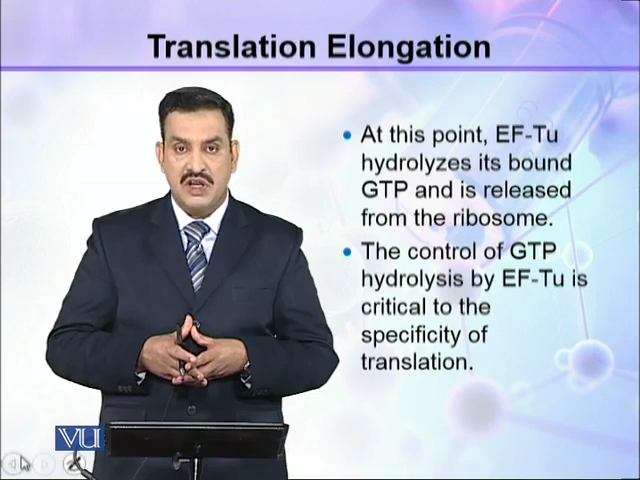 Translation Elongation
• At this point, EF-Tu
hydrolyzes its bound
GTP and is released
from the ribosome.
• The control of GTP
hydrolysis by EF-Tu is
critical to the
specificity of
translation.
VU